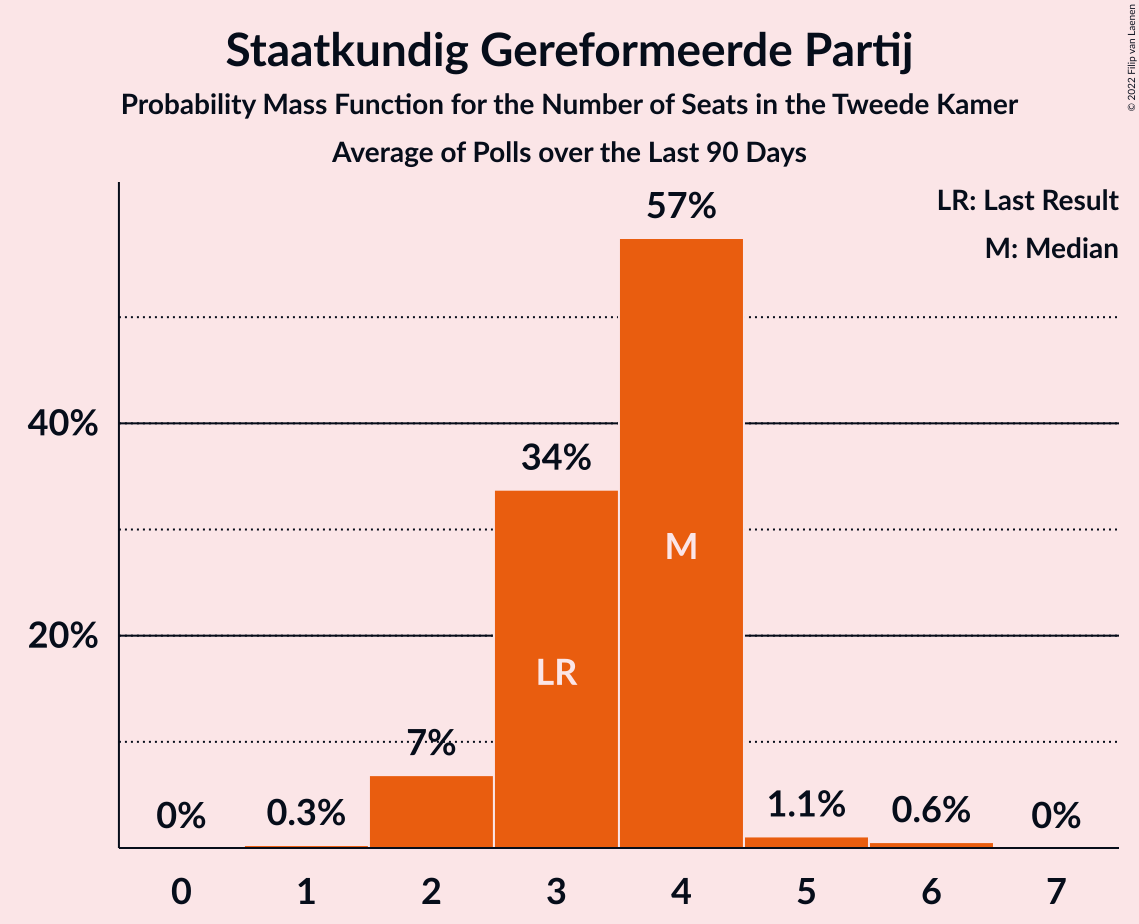 Staatkundig Gereformeerde Partij
Probability Mass Function for the Number of Seats in the Tweede Kamer
Average of Polls over the Last 90 Days
© 2022 Filip van Laenen
LR: Last Result
M: Median
57%
40%
34%
M
20%
LR
7%
0%
0.3%
1.1%
0.6%
0%
0 1 2 3 4 5 6 7